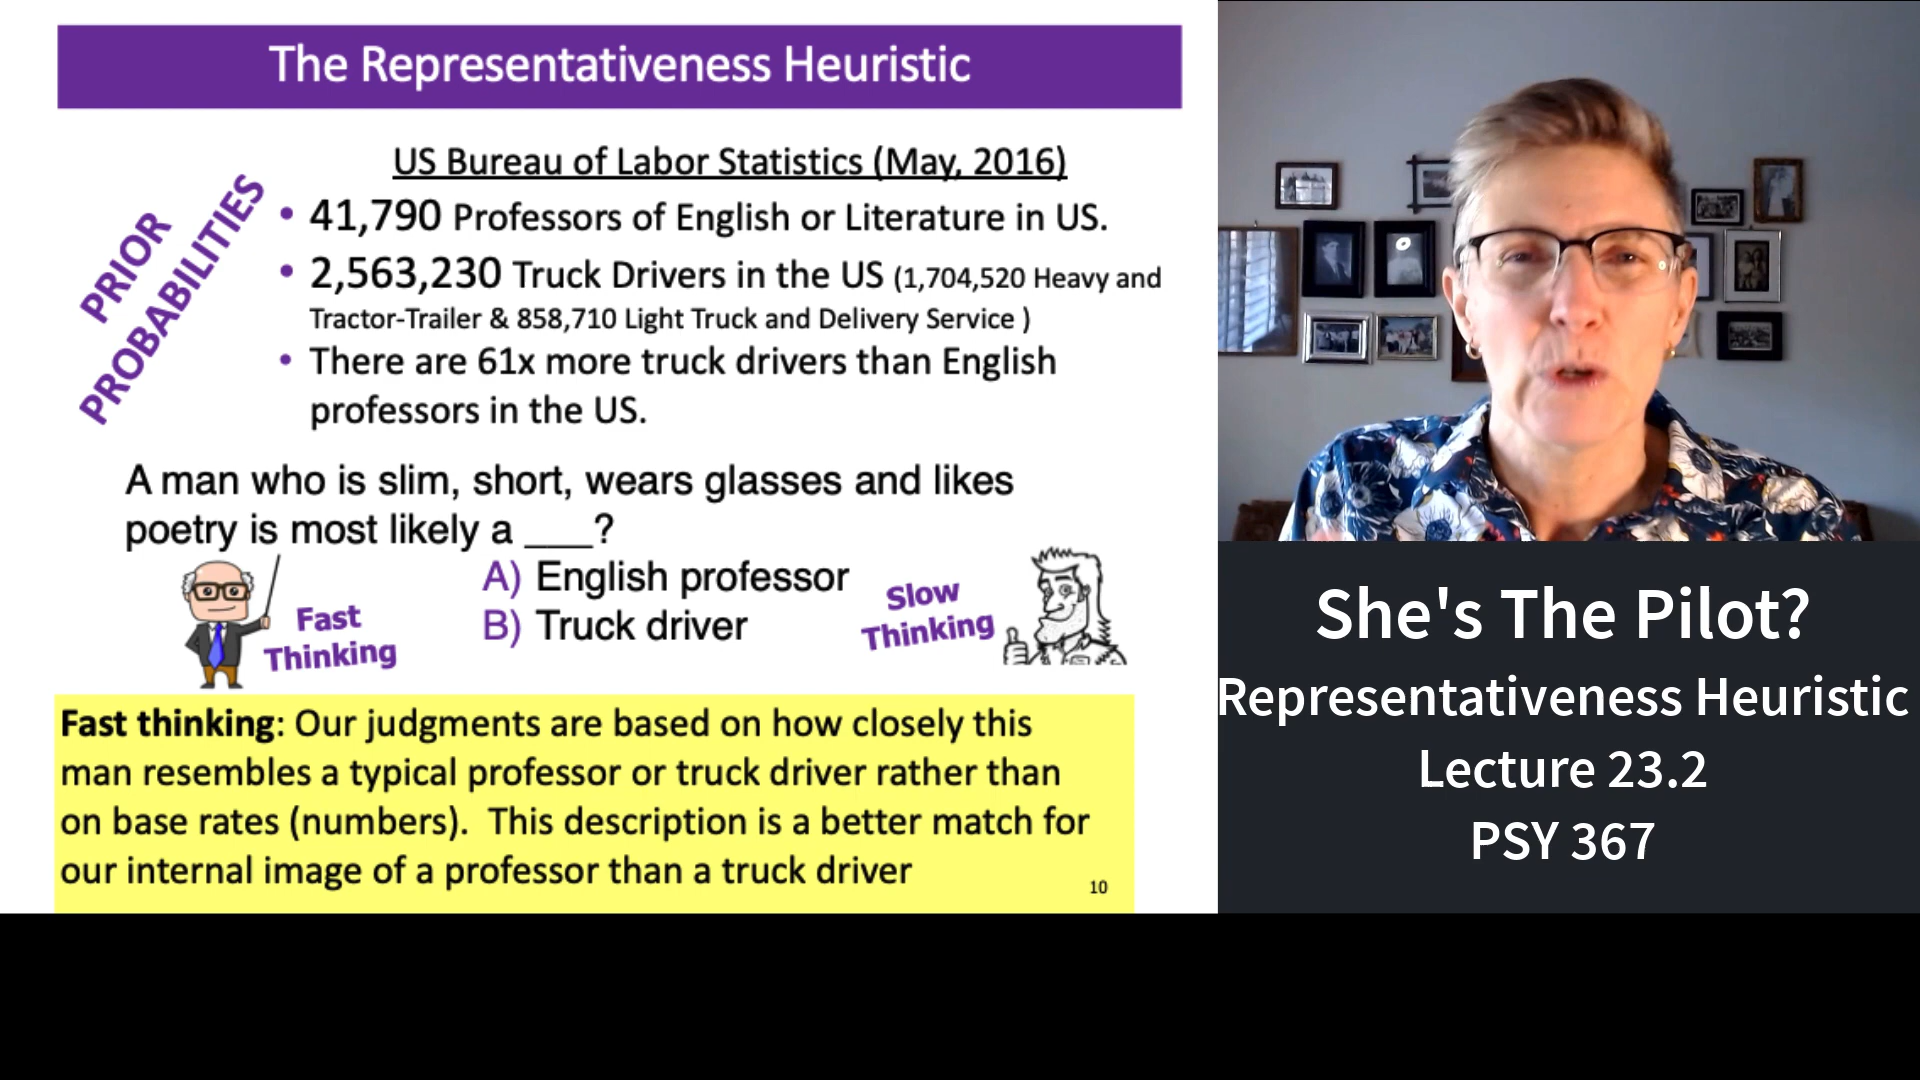 The Representativeness Heuristic
PRIOR
PROBABILITIES
US Bureau of Labor Statistics (May, 2016)
• 41,790 Professors of English or Literature in US.
• 2,563,230 Truck Drivers in the US (1,704,520 Heavy and
Tractor-Trailer & 858,710 Light Truck and Delivery Service )
• There are 61x more truck drivers than English
professors in the US.
A man who is slim, short, wears glasses and likes
poetry is most likely a ___?
A) English professor
B) Truck driver
Fast
Thinking
Slow
Thinking
Fast thinking: Our judgments are based on how closely this
man resembles a typical professor or truck driver rather than
on base rates (numbers).  This description is a better match for
our internal image of a professor than a truck driver
10
She's The Pilot?
Representativeness Heuristic
Lecture 23.2
PSY 367